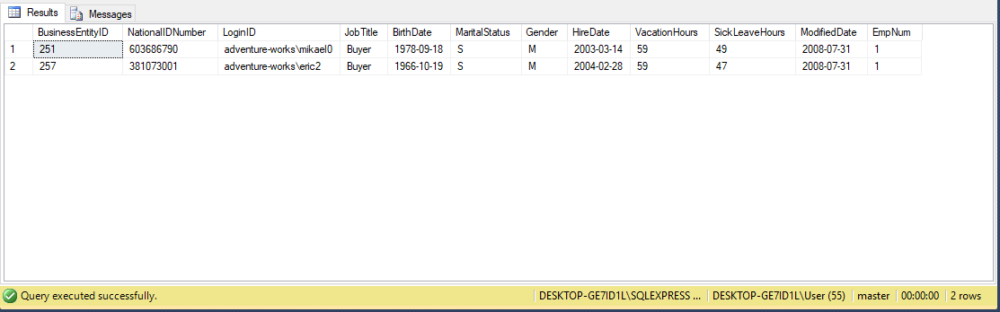 Results Messages
BusinessEntityID NationalIDNumber LoginID JobTitle BirthDate MaritalStatus Gender HireDate VacationHours SickLeaveHours ModifiedDate EmpNum
1 251 603686790 adventure-works\mikael0 Buyer 1978-09-18 S M 2003-03-14 59 49 2008-07-31 1
2 257 381073001 adventure-works\eric2 Buyer 1966-10-19 S M 2004-02-28 59 47 2008-07-31 1
Query executed successfully. DESKTOP-GE7ID1L\SQLEXPRESS ... DESKTOP-GE7ID1L\User (55) master 00:00:00 2 rows